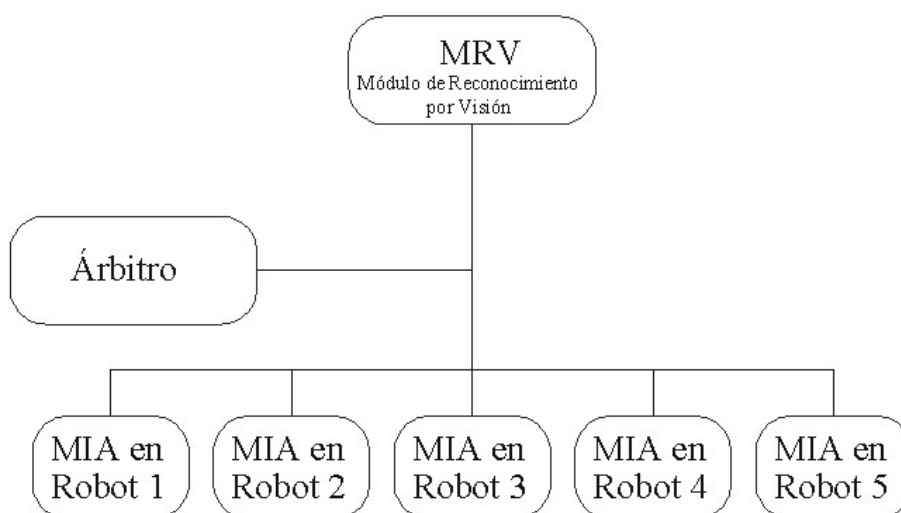 MRV
Módulo de Reconocimiento
por Visión
Árbitro
MIA en
Robot 1
MIA en
Robot 2
MIA en
Robot 3
MIA en
Robot 4
MIA en
Robot 5